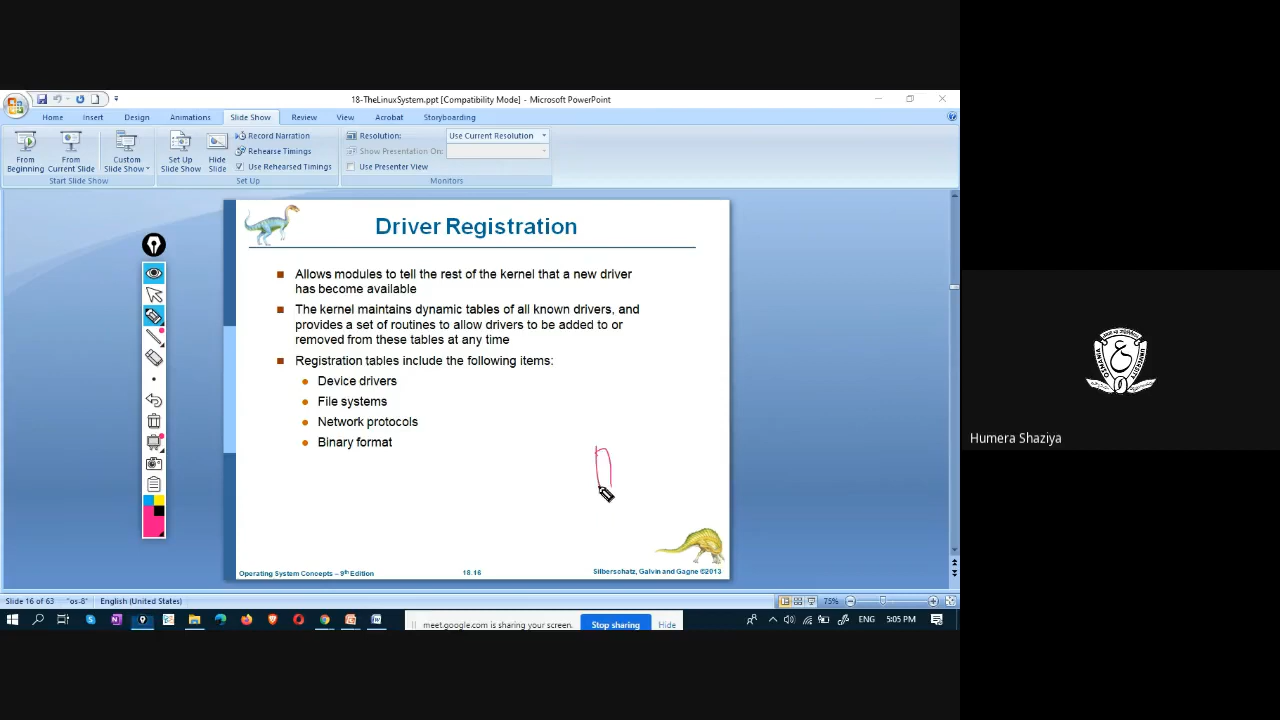 18-TheLinuxSystem.ppt [Compatibility Mode] - Microsoft PowerPoint
Home Insert Design Animations Slide Show Review View Acrobat Storyboarding
From Beginning
From Current Slide
Custom Slide Show
Start Slide Show
Set Up Slide Show
Hide Slide
Record Narration
Rehearse Timings
Use Rehearsed Timings
Set Up
Resolution: Use Current Resolution
Show Presentation On:
Use Presenter View
Monitors
Driver Registration
Allows modules to tell the rest of the kernel that a new driver
has become available
The kernel maintains dynamic tables of all known drivers, and
provides a set of routines to allow drivers to be added to or
removed from these tables at any time
Registration tables include the following items:
Device drivers
File systems
Network protocols
Binary format
Operating System Concepts – 9th Edition 18.16 Silberschatz, Galvin and Gagne ©2013
Slide 16 of 63 "os-8" English (United States) 75%
meet.google.com is sharing your screen. Stop sharing Hide
ENG 5:05 PM
OSMANIA UNIVERSITY
Humera Shaziya